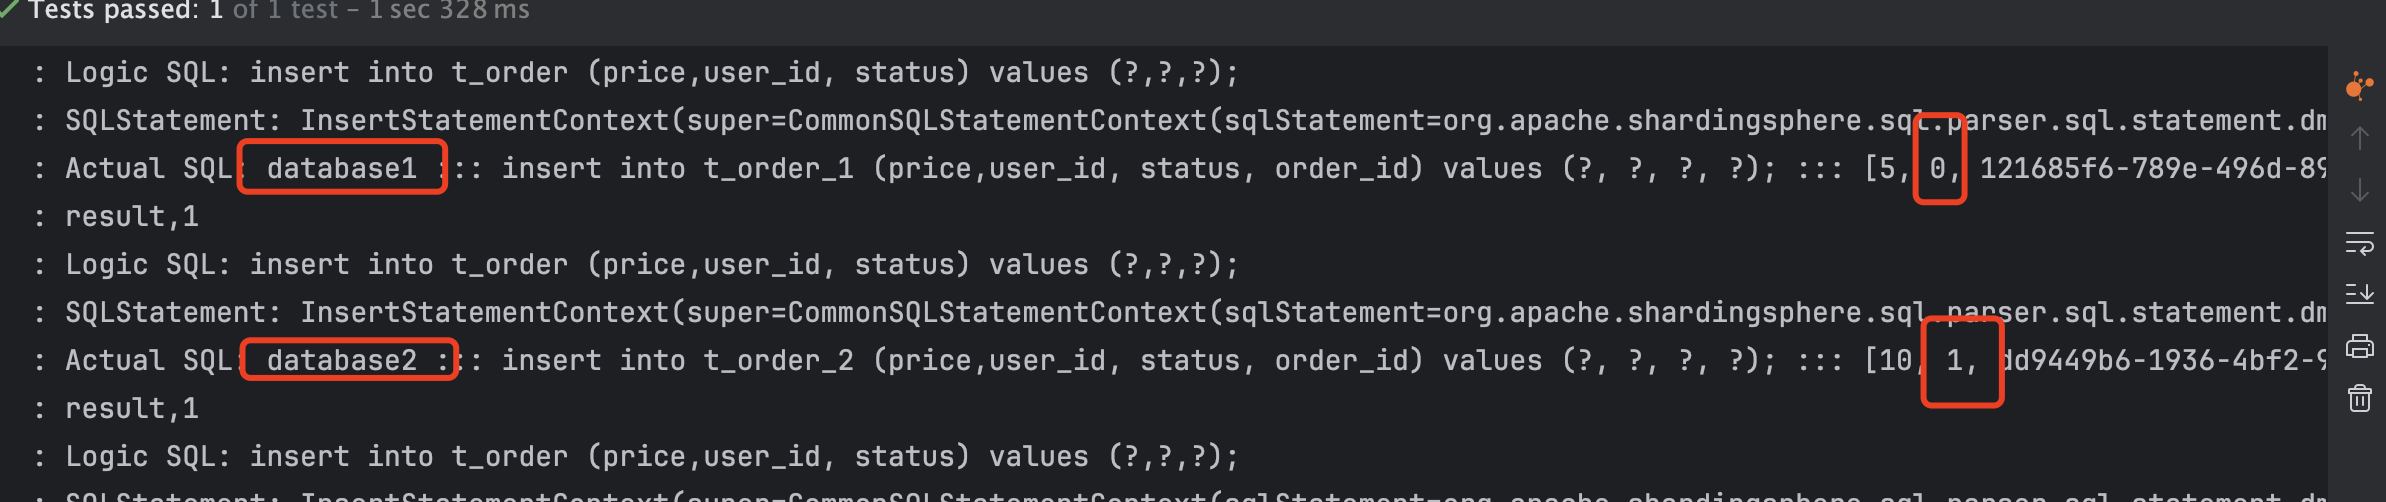 Tests passed: 1 of 1 test – 1 sec 328 ms
: Logic SQL: insert into t_order (price,user_id, status) values (?,?,?);
: SQLStatement: InsertStatementContext(super=CommonSQLStatementContext(sqlStatement=org.apache.shardingsphere.sql.parser.sql.statement.dm
: Actual SQL: database1 ::: insert into t_order_1 (price,user_id, status, order_id) values (?, ?, ?, ?); ::: [5, 0, 121685f6-789e-496d-89
: result,1
: Logic SQL: insert into t_order (price,user_id, status) values (?,?,?);
: SQLStatement: InsertStatementContext(super=CommonSQLStatementContext(sqlStatement=org.apache.shardingsphere.sql.parser.sql.statement.dm
: Actual SQL: database2 ::: insert into t_order_2 (price,user_id, status, order_id) values (?, ?, ?, ?); ::: [10, 1, dd9449b6-1936-4bf2-9
: result,1
: Logic SQL: insert into t_order (price,user_id, status) values (?,?,?);
: SQLStatement: InsertStatementContext(super=CommonSQLStatementContext(sqlStatement=org.apache.shardingsphere.sql.parser.sql.statement.dm